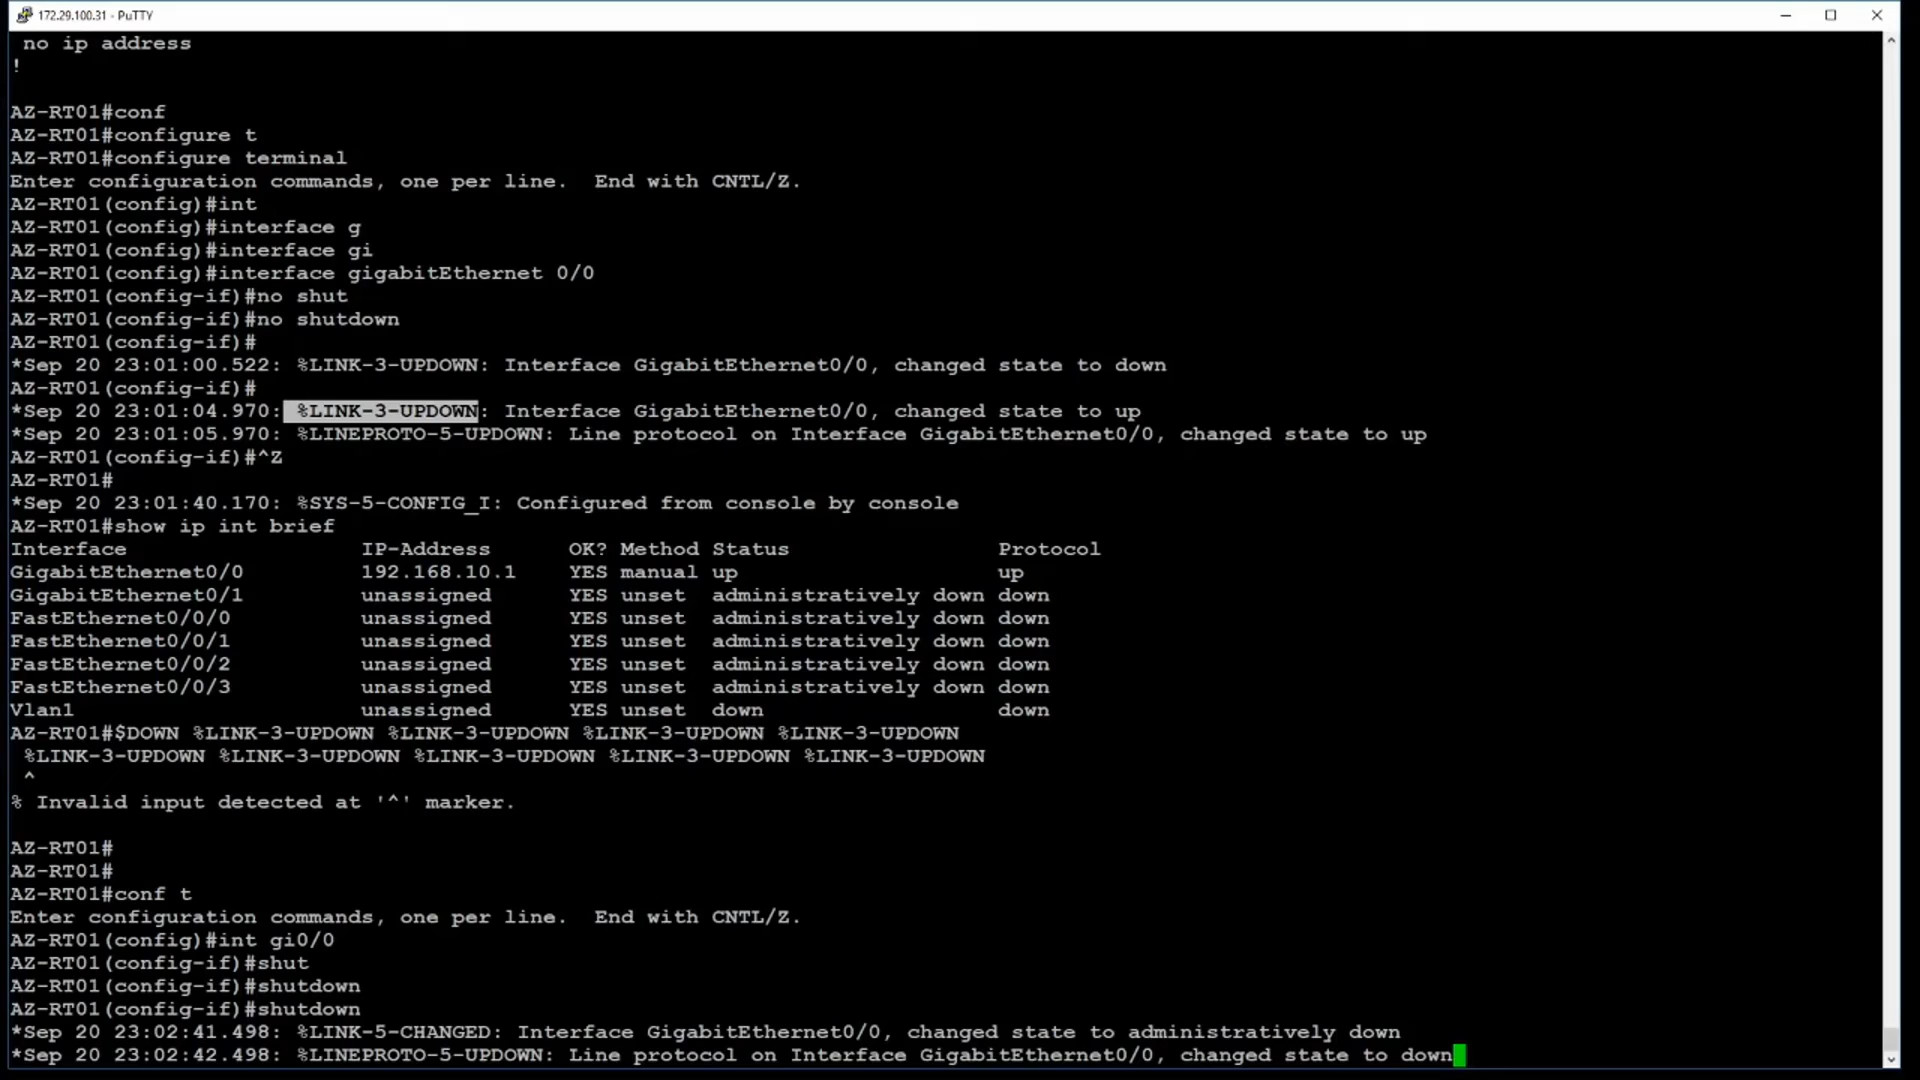 172.29.100.31 - PuTTY
no ip address
!
AZ-RT01#conf
AZ-RT01#configure t
AZ-RT01#configure terminal
Enter configuration commands, one per line.  End with CNTL/Z.
AZ-RT01(config)#int
AZ-RT01(config)#interface g
AZ-RT01(config)#interface gi
AZ-RT01(config)#interface gigabitEthernet 0/0
AZ-RT01(config-if)#no shut
AZ-RT01(config-if)#no shutdown
AZ-RT01(config-if)#
*Sep 20 23:01:00.522: %LINK-3-UPDOWN: Interface GigabitEthernet0/0, changed state to down
AZ-RT01(config-if)#
*Sep 20 23:01:04.970: %LINK-3-UPDOWN: Interface GigabitEthernet0/0, changed state to up
*Sep 20 23:01:05.970: %LINEPROTO-5-UPDOWN: Line protocol on Interface GigabitEthernet0/0, changed state to up
AZ-RT01(config-if)#^Z
AZ-RT01#
*Sep 20 23:01:40.170: %SYS-5-CONFIG_I: Configured from console by console
AZ-RT01#show ip int brief
Interface                  IP-Address      OK? Method Status                Protocol
GigabitEthernet0/0         192.168.10.1    YES manual up                    up
GigabitEthernet0/1         unassigned      YES unset  administratively down down
FastEthernet0/0/0          unassigned      YES unset  administratively down down
FastEthernet0/0/1          unassigned      YES unset  administratively down down
FastEthernet0/0/2          unassigned      YES unset  administratively down down
FastEthernet0/0/3          unassigned      YES unset  administratively down down
Vlan1                      unassigned      YES unset  down                  down
AZ-RT01#$DOWN %LINK-3-UPDOWN %LINK-3-UPDOWN %LINK-3-UPDOWN %LINK-3-UPDOWN
%LINK-3-UPDOWN %LINK-3-UPDOWN %LINK-3-UPDOWN %LINK-3-UPDOWN %LINK-3-UPDOWN
^
% Invalid input detected at '^' marker.
AZ-RT01#
AZ-RT01#
AZ-RT01#conf t
Enter configuration commands, one per line.  End with CNTL/Z.
AZ-RT01(config)#int gi0/0
AZ-RT01(config-if)#shut
AZ-RT01(config-if)#shutdown
AZ-RT01(config-if)#shutdown
*Sep 20 23:02:41.498: %LINK-5-CHANGED: Interface GigabitEthernet0/0, changed state to administratively down
*Sep 20 23:02:42.498: %LINEPROTO-5-UPDOWN: Line protocol on Interface GigabitEthernet0/0, changed state to down